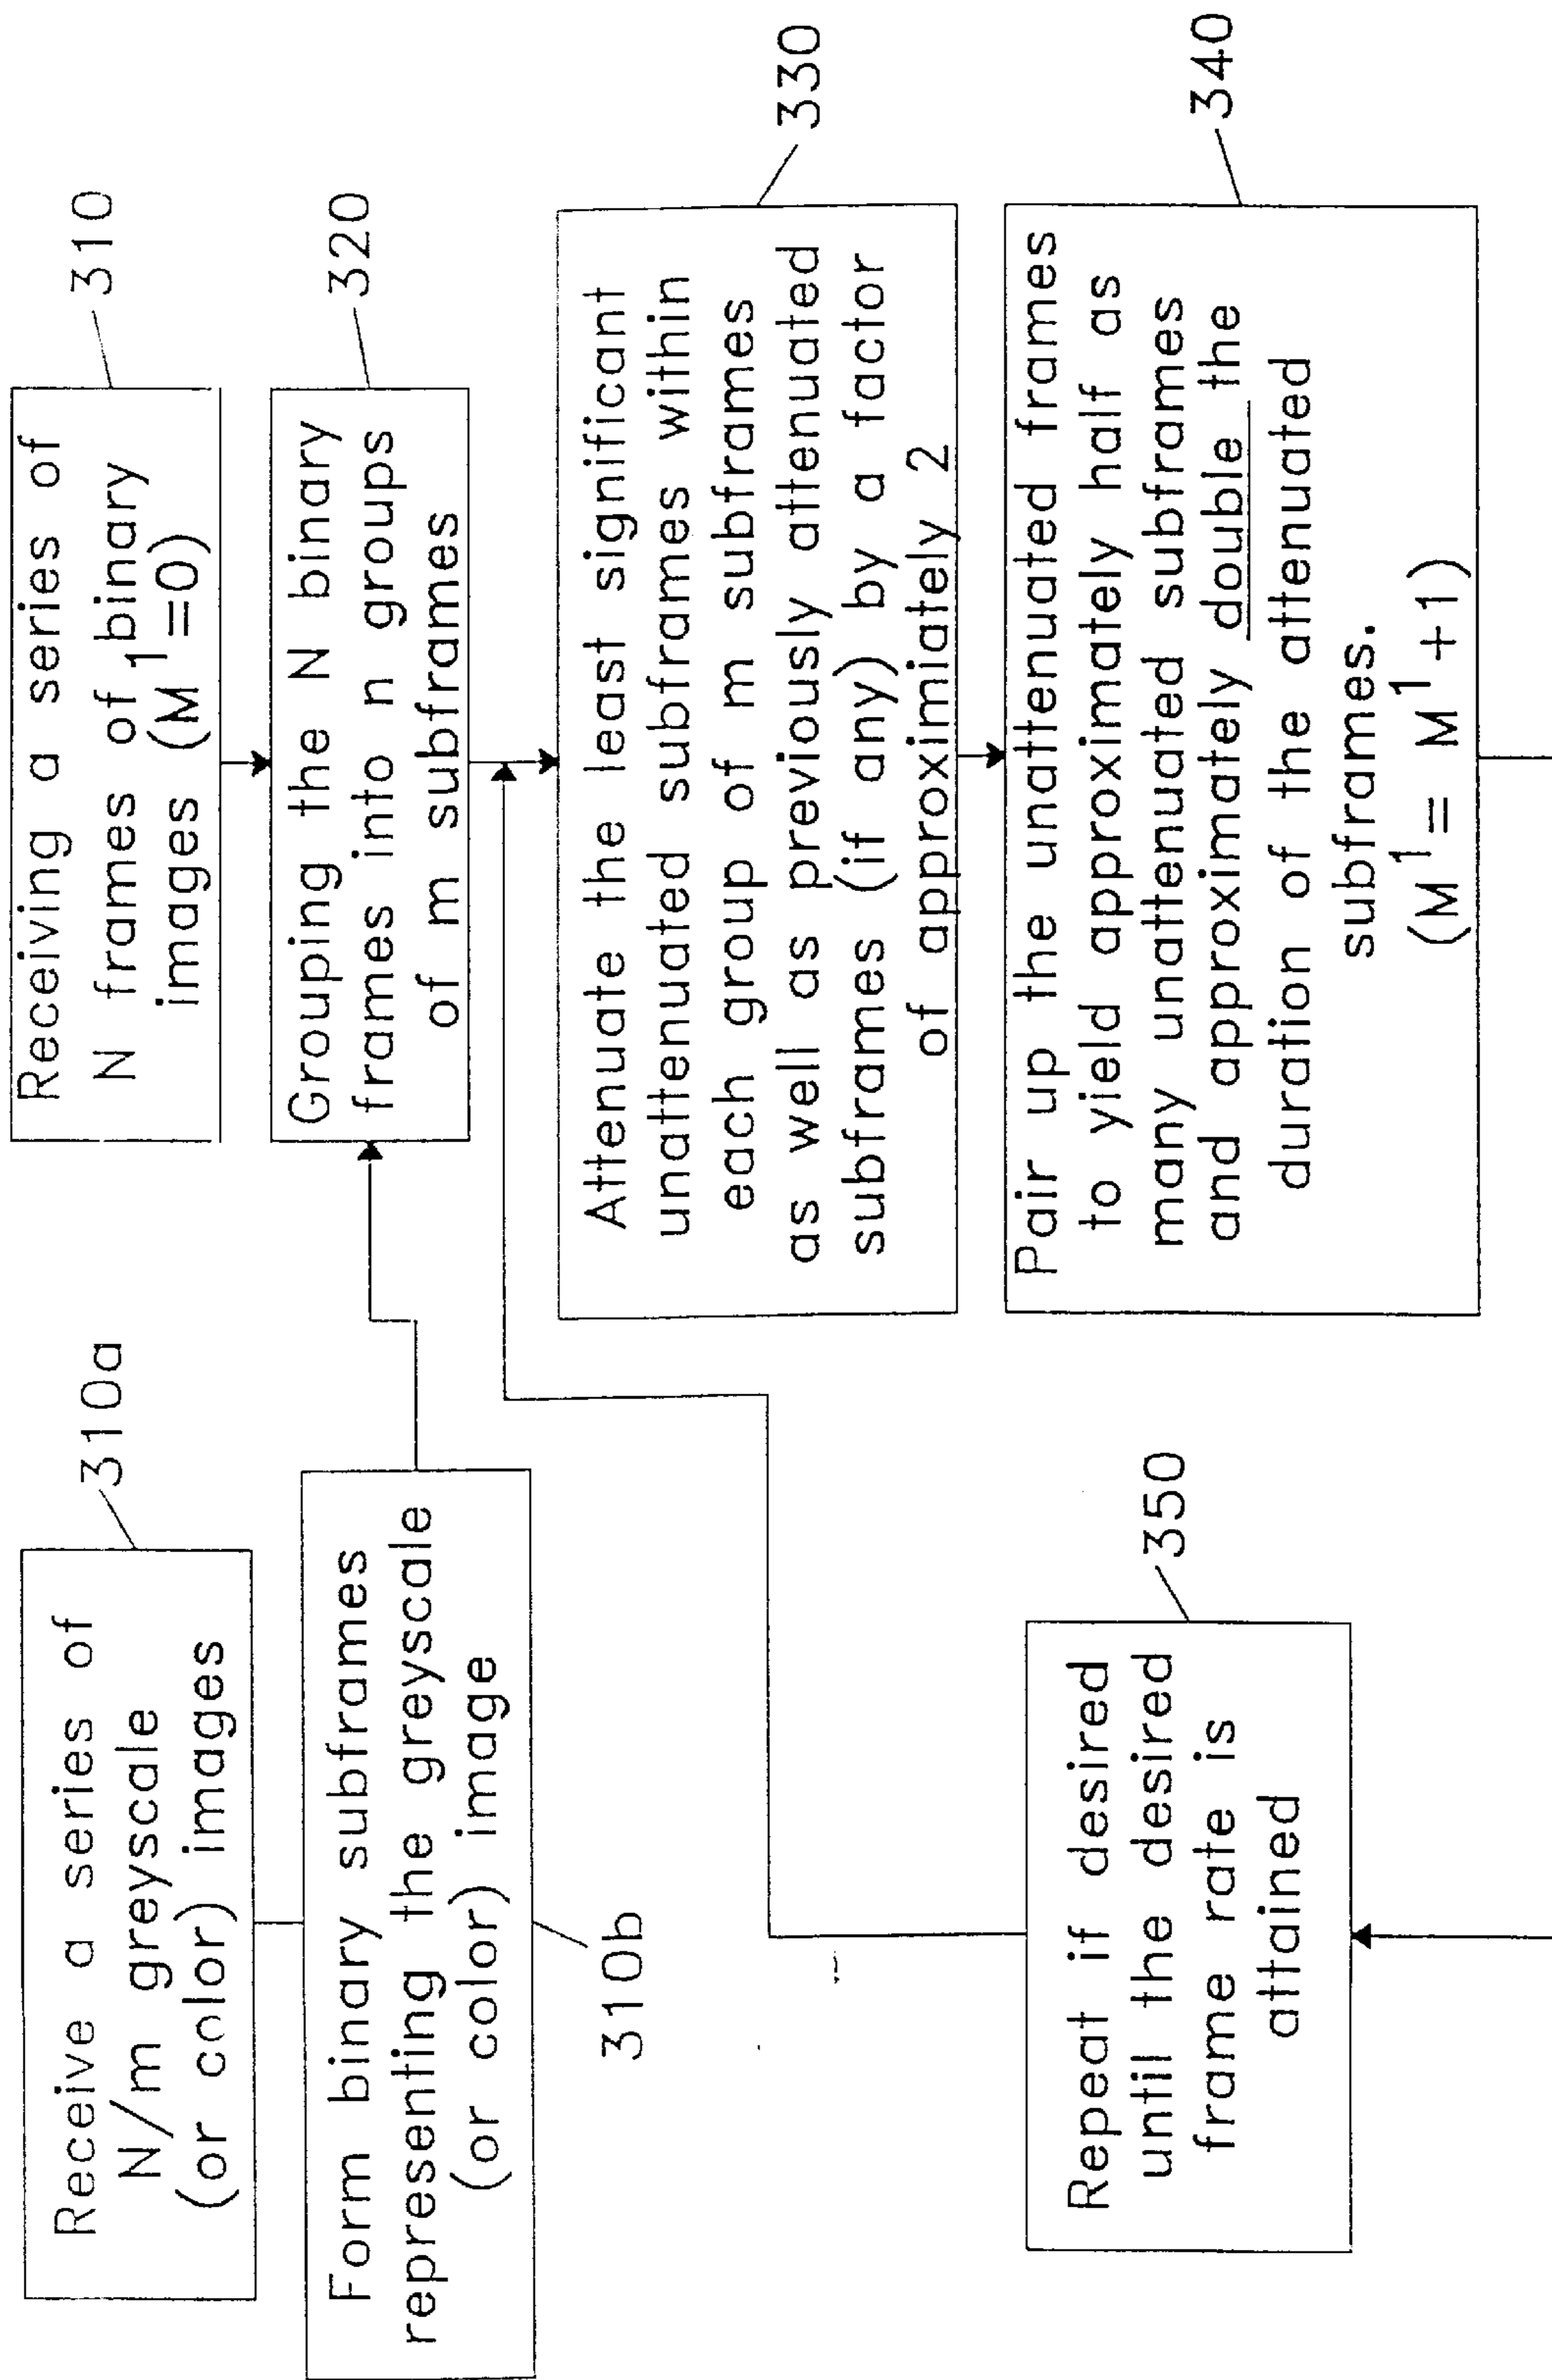 310a
Receive a series of
N/m greyscale
(or color) images
Form binary subframes
representing the greyscale
(or color) image
310b
Receiving a series of
N frames of binary
images (M¹=0)
310
Grouping the N binary
frames into n groups
of m subframes
320
Attenuate the least significant
unattenuated subframes within
each group of m subframes
as well as previously attenuated
subframes (if any) by a factor
of approximiately 2
330
Pair up the unattenuated frames
to yield approximately half as
many unattenuated subframes
and approximately double the
duration of the attenuated
subframes.
(M¹= M¹+1)
340
Repeat if desired
until the desired
frame rate is
attained
350